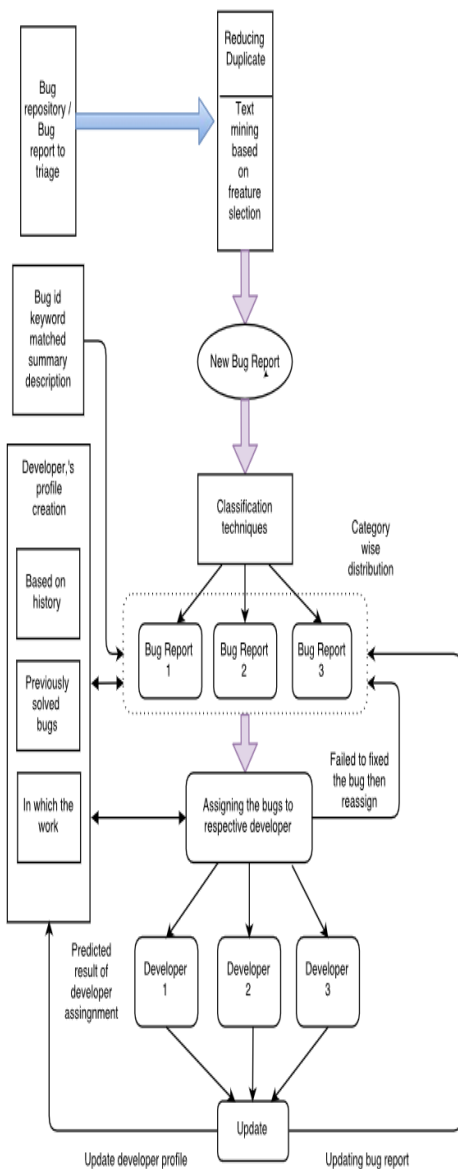 Reducing
Duplicate
Bug
repository /
Bug
report to
triage
Text
mining
based
on
freature
slection
Bug id
keyword
matched
summary
description
New Bug Report
Developer,'s
profile
creation
Classification
techniques
Category
wise
distribution
Based on
history
Bug Report
1
Bug Report
2
Bug Report
3
Previously
solved
bugs
Failed to fixed
the bug then
reassign
In which the
work
Assigning the bugs to
respective developer
Predicted
result of
developer
assingnment
Developer
1
Developer
2
Developer
3
Update
Update developer profile
Updating bug report